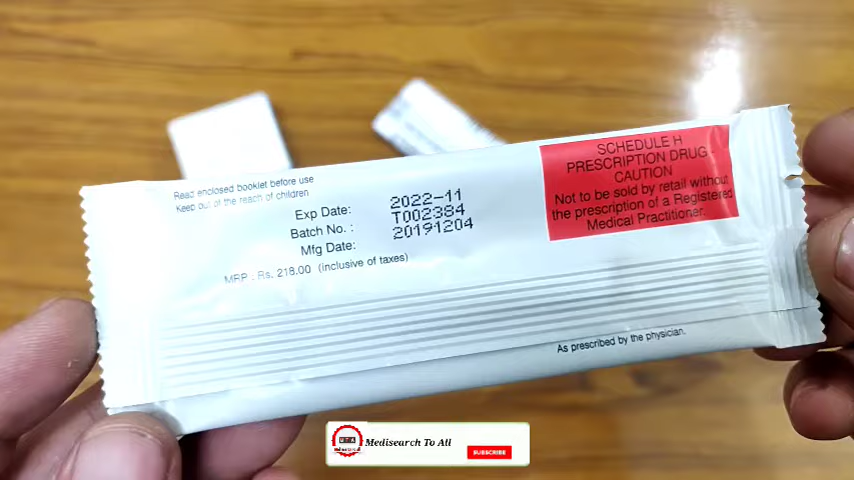 Read enclosed booklet before use
Keep out of the reach of children
Exp Date: 2022-11
Batch No. : T002384
Mfg Date: 20191204
MRP : Rs. 218.00 (inclusive of taxes)
SCHEDULE H
PRESCRIPTION DRUG
CAUTION
Not to be sold by retail without
the prescription of a Registered
Medical Practitioner.
As prescribed by the physician.
Medisearch To All
SUBSCRIBE